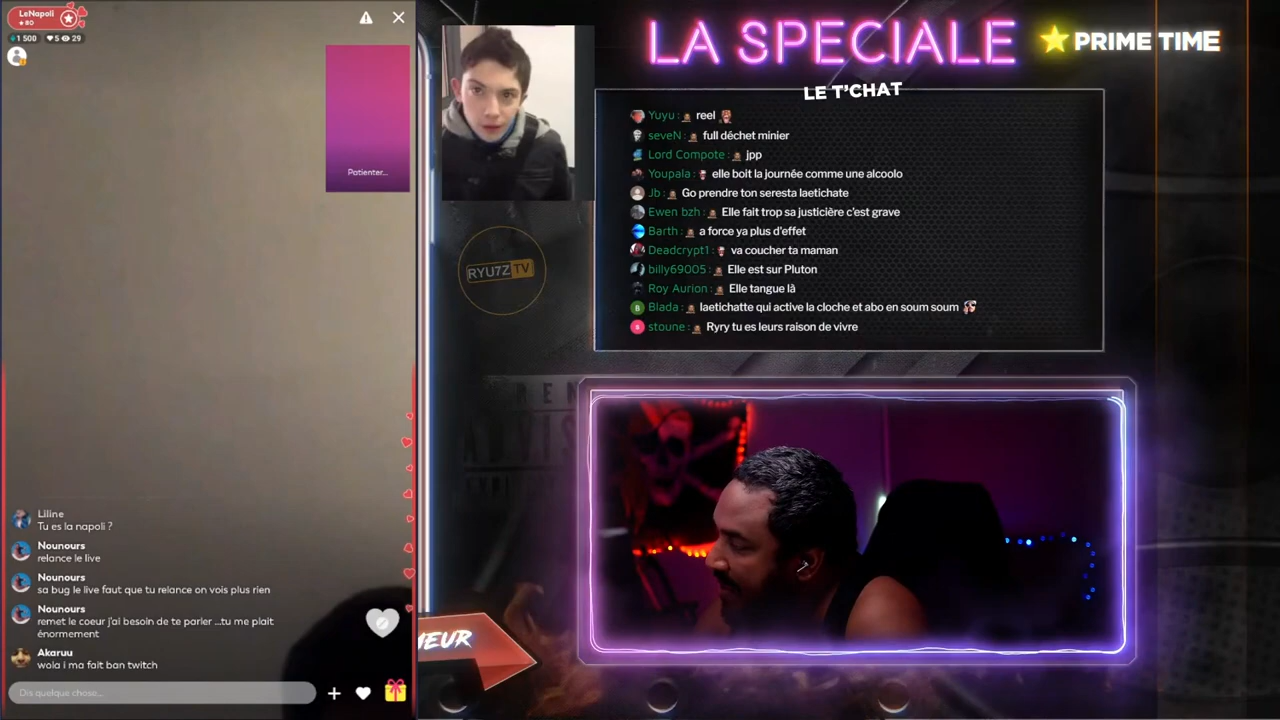 LeNapoli
80
1 500
5
29
Patienter...
Liline
Tu es la napoli ?
Nounours
relance le live
Nounours
sa bug le live faut que tu relance on vois plus rien
Nounours
remet le coeur j'ai besoin de te parler ...tu me plait
énormement
Akaruu
wola i ma fait ban twitch
Dis quelque chose...
LA SPECIALE
PRIME TIME
LE T'CHAT
Yuyu : reel
seveN : full déchet minier
Lord Compote : jpp
Youpala : elle boit la journée comme une alcoolo
Jb : Go prendre ton seresta laetichate
Ewen bzh : Elle fait trop sa justicière c'est grave
Barth : a force ya plus d'effet
Deadcrypt1 : va coucher ta maman
billy69005 : Elle est sur Pluton
Roy Aurion : Elle tangue là
B Blada : laetichatte qui active la cloche et abo en soum soum
s stoune : Ryry tu es leurs raison de vivre
RYU7Z TV
MEUR